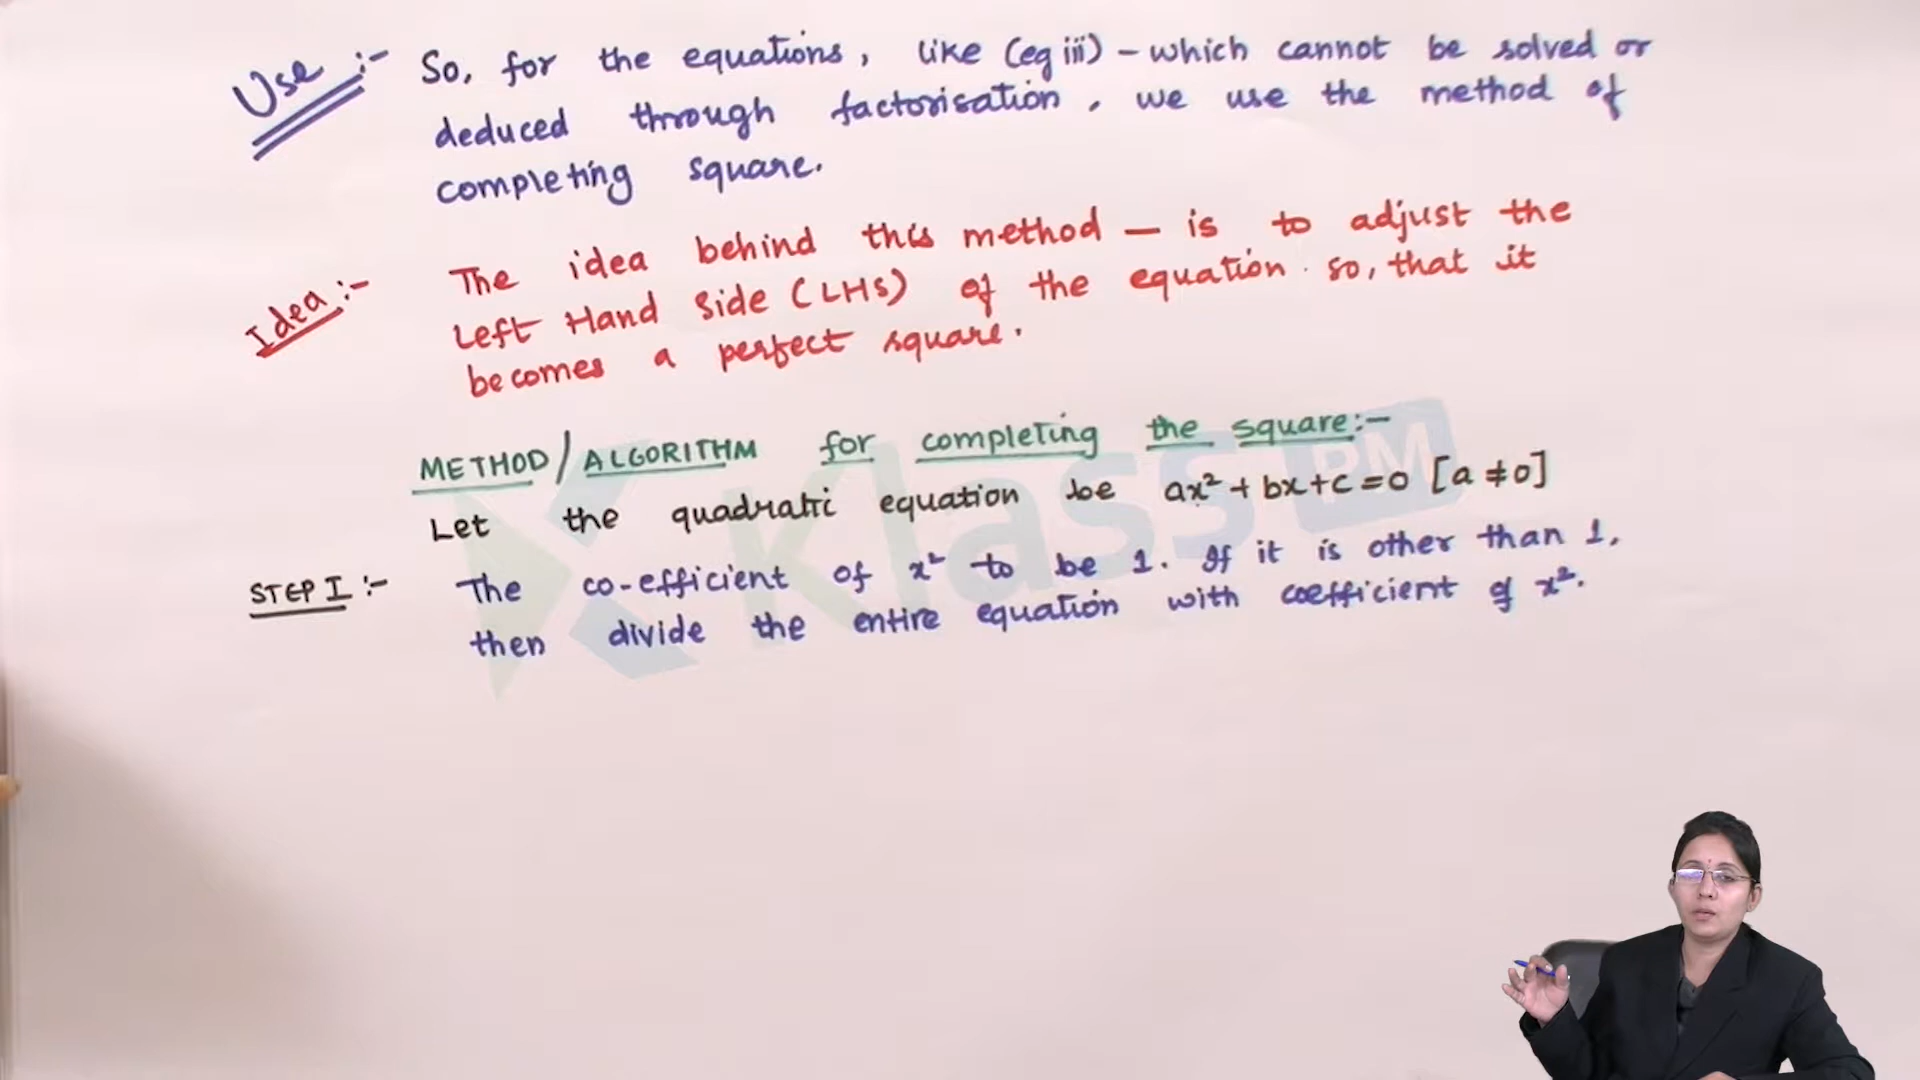 Use :- So, for the equations, like (eg iii) - which cannot be solved or
deduced through factorisation, we use the method of
completing square.
Idea :- The idea behind this method — is to adjust the
Left Hand Side (LHS) of the equation so, that it
becomes a perfect square.
METHOD/ALGORITHM for completing the square:-
Let the quadratic equation be ax² + bx + c = 0 [a ≠ 0]
STEP I :- The co-efficient of x² to be 1. If it is other than 1,
then divide the entire equation with coefficient of x².
Klass PM